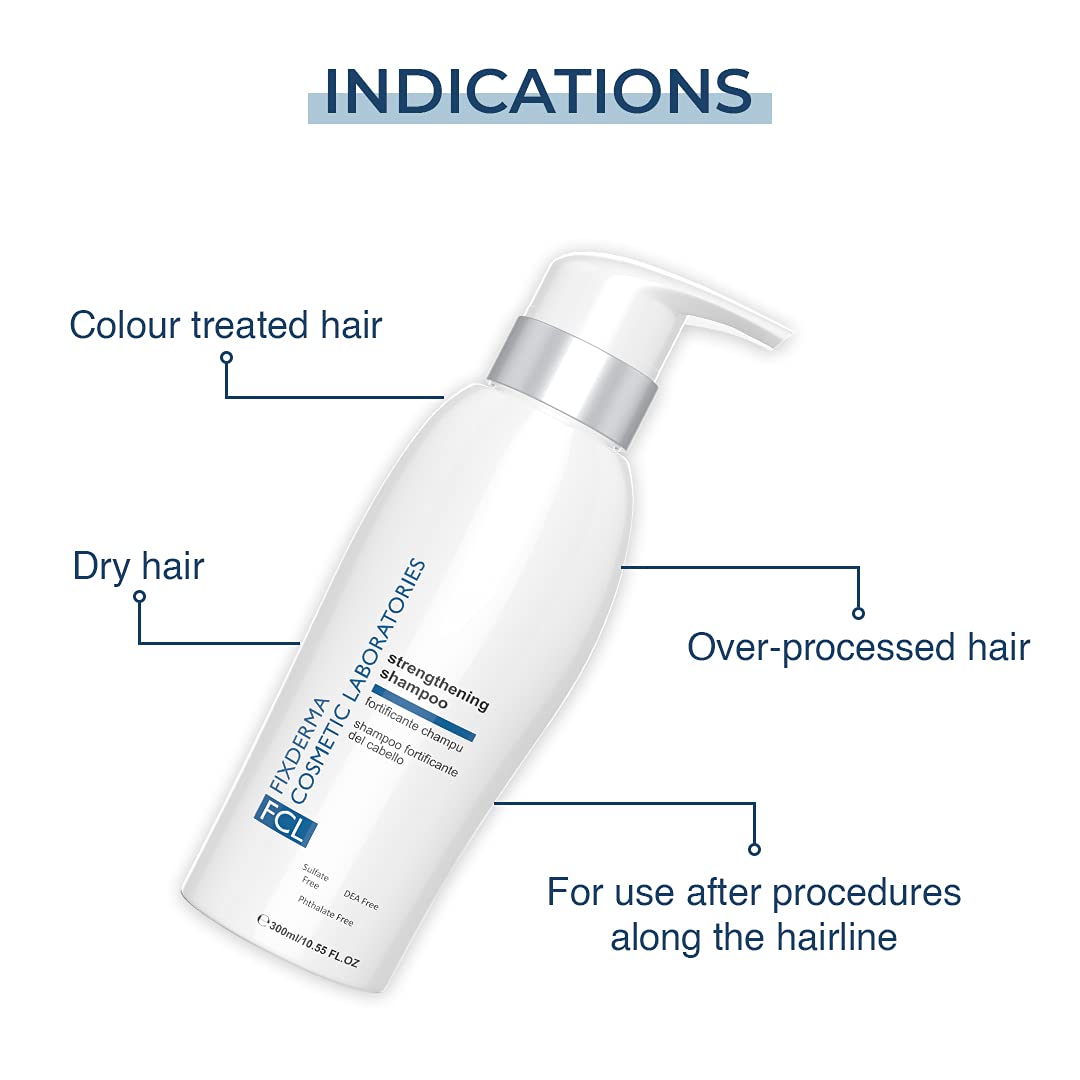 INDICATIONS
Colour treated hair
Dry hair
Over-processed hair
For use after procedures
along the hairline
FCL
FIXDERMA
COSMETIC LABORATORIES
strengthening
shampoo
fortificante champu
shampoo fortificante
del cabello
Sulfate
Free
DEA Free
Phthalate Free
℮300ml/10.55 FL.OZ